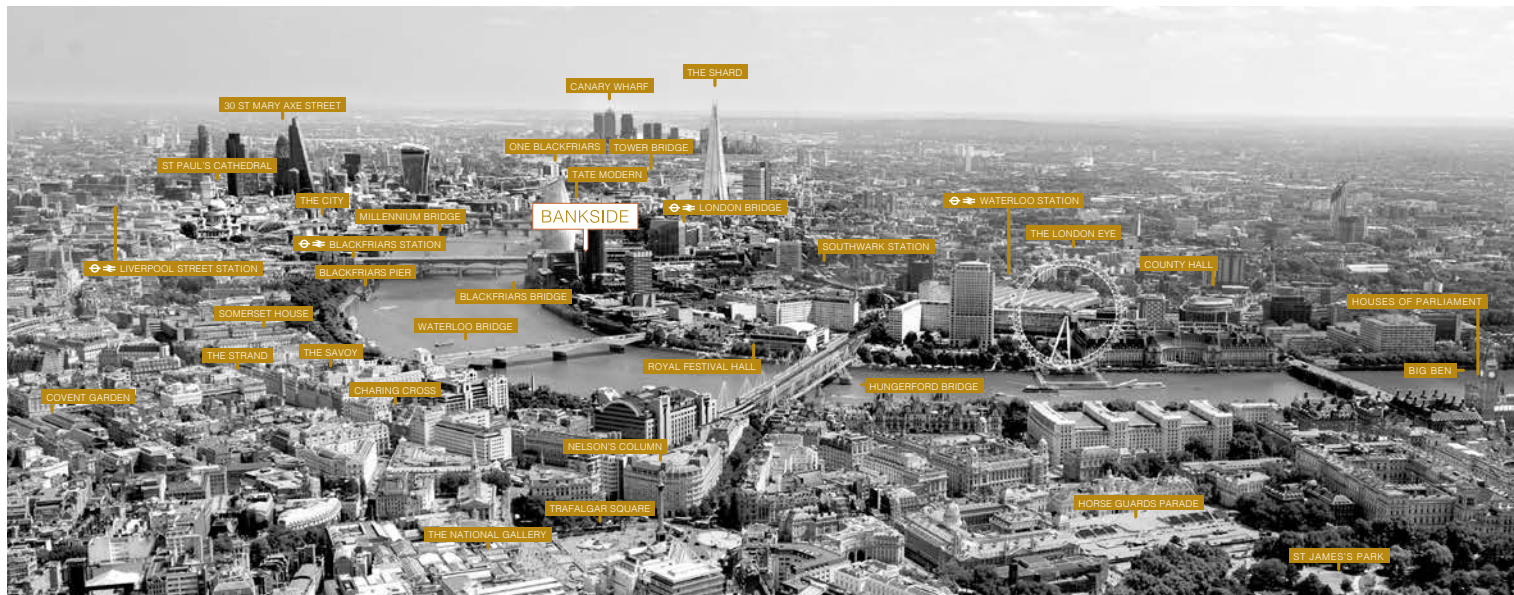 THE SHARD
CANARY WHARF
30 ST MARY AXE STREET
ONE BLACKFRIARS
TOWER BRIDGE
ST PAUL'S CATHEDRAL
TATE MODERN
THE CITY
WATERLOO STATION
LONDON BRIDGE
MILLENNIUM BRIDGE
BANKSIDE
THE LONDON EYE
BLACKFRIARS STATION
SOUTHWARK STATION
COUNTY HALL
LIVERPOOL STREET STATION
BLACKFRIARS PIER
BLACKFRIARS BRIDGE
HOUSES OF PARLIAMENT
SOMERSET HOUSE
WATERLOO BRIDGE
THE STRAND
THE SAVOY
ROYAL FESTIVAL HALL
BIG BEN
HUNGERFORD BRIDGE
CHARING CROSS
COVENT GARDEN
NELSON'S COLUMN
HORSE GUARDS PARADE
TRAFALGAR SQUARE
THE NATIONAL GALLERY
ST JAMES'S PARK